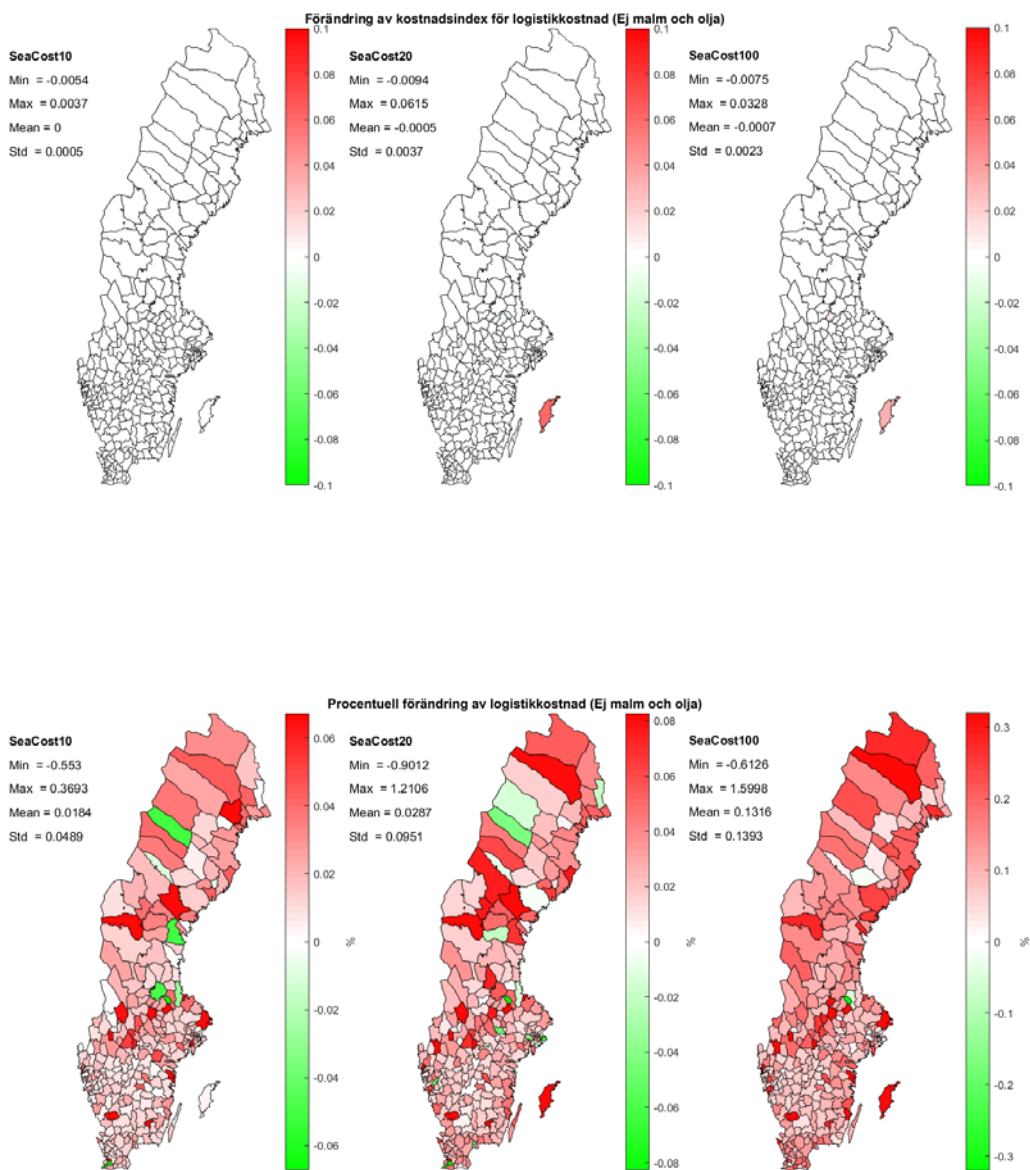 Förändring av kostnadsindex för logistikkostnad (Ej malm och olja)
SeaCost10
Min = -0.0054
Max = 0.0037
Mean = 0
Std = 0.0005
0.1
0.08
0.06
0.04
0.02
0
-0.02
-0.04
-0.06
-0.08
-0.1
SeaCost20
Min = -0.0094
Max = 0.0615
Mean = -0.0005
Std = 0.0037
0.1
0.08
0.06
0.04
0.02
0
-0.02
-0.04
-0.06
-0.08
-0.1
SeaCost100
Min = -0.0075
Max = 0.0328
Mean = -0.0007
Std = 0.0023
0.1
0.08
0.06
0.04
0.02
0
-0.02
-0.04
-0.06
-0.08
-0.1
Procentuell förändring av logistikkostnad (Ej malm och olja)
SeaCost10
Min = -0.553
Max = 0.3693
Mean = 0.0184
Std = 0.0489
0.06
0.04
0.02
0
-0.02
-0.04
-0.06
%
SeaCost20
Min = -0.9012
Max = 1.2106
Mean = 0.0287
Std = 0.0951
0.08
0.06
0.04
0.02
0
-0.02
-0.04
-0.06
-0.08
%
SeaCost100
Min = -0.6126
Max = 1.5998
Mean = 0.1316
Std = 0.1393
0.3
0.2
0.1
0
-0.1
-0.2
-0.3
%